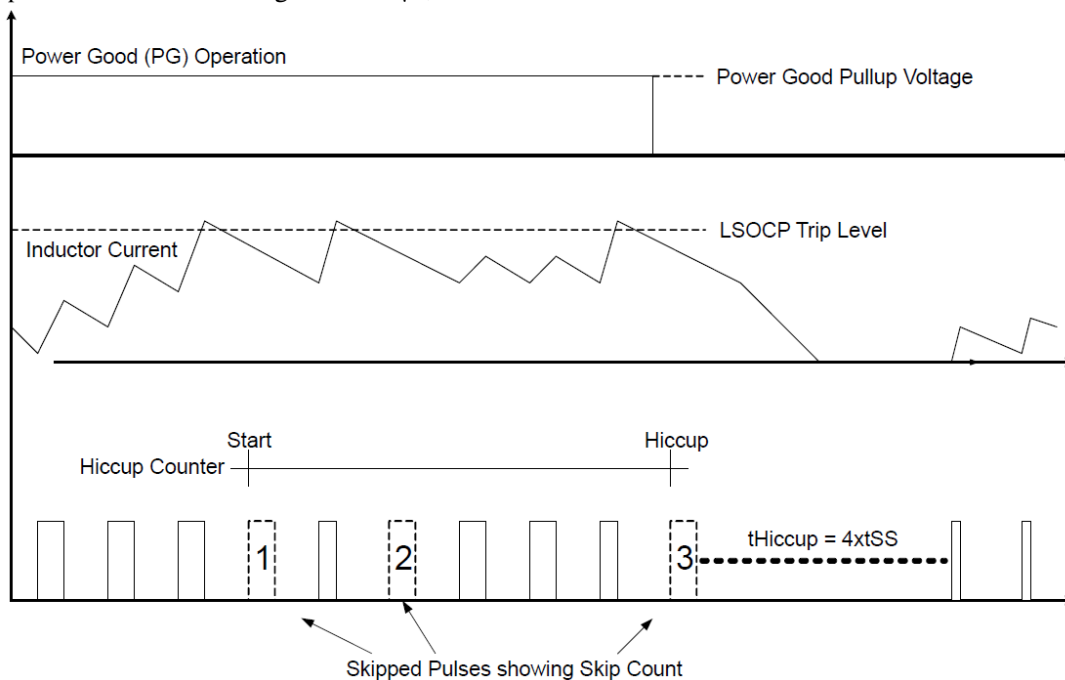 Power Good (PG) Operation
Power Good Pullup Voltage
LSOCP Trip Level
Inductor Current
Start
Hiccup
Hiccup Counter
1
2
3
tHiccup = 4xtSS
Skipped Pulses showing Skip Count